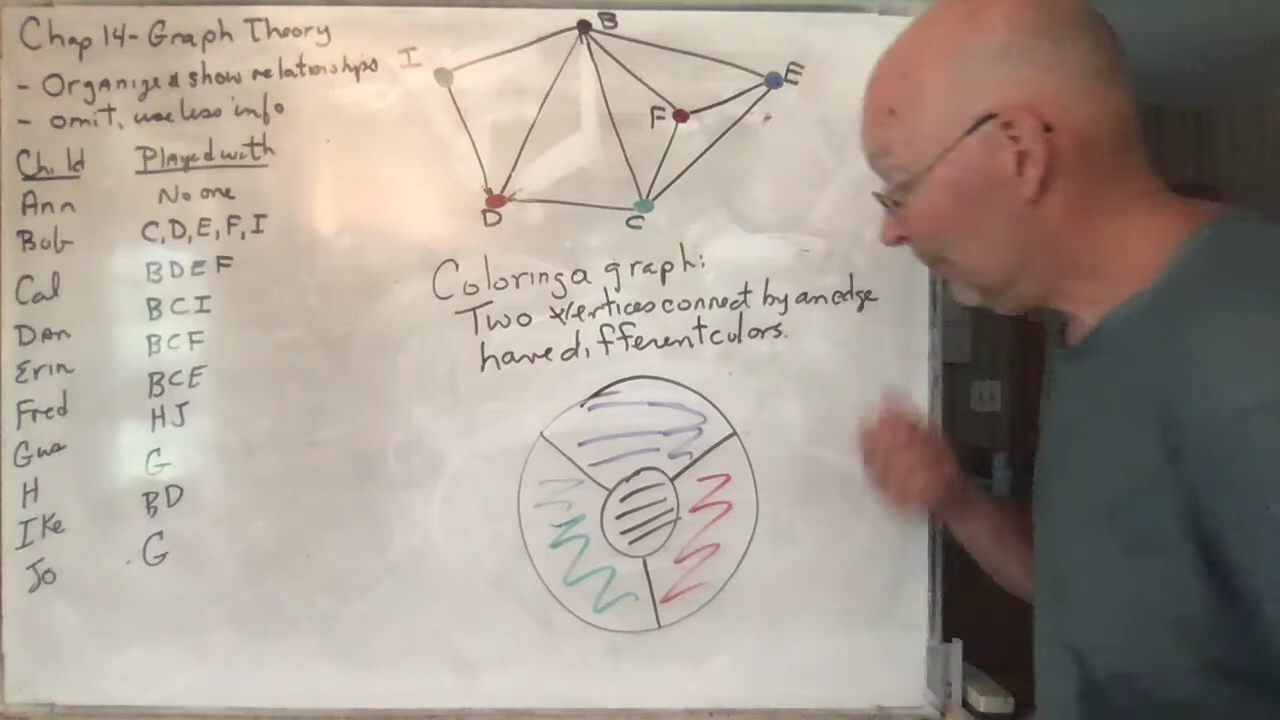 Chap 14 - Graph Theory
- Organize & show relationships
- omit, useless info
Child Played with
Ann No one
Bob C, D, E, F, I
Cal BDEF
Dan BCI
Erin BCF
Fred BCE
Gwa HJ
H G
Ike BD
Jo G
I
B
E
F
D
C
Coloring a graph:
Two vertices connect by an edge
have different colors.